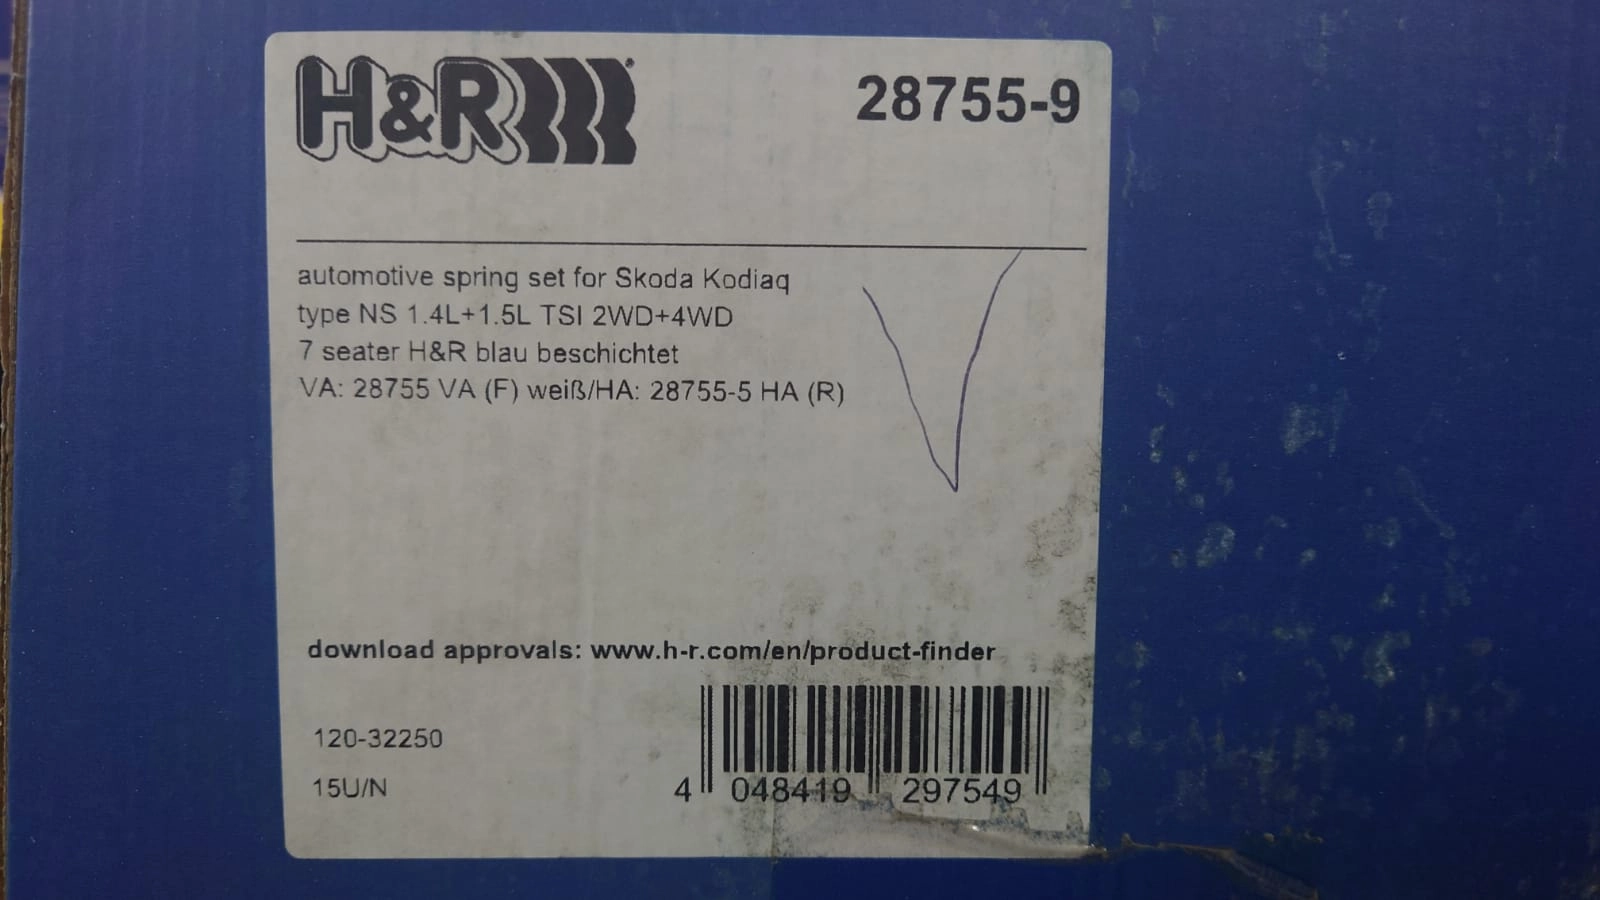 H&R
28755-9
automotive spring set for Skoda Kodiaq
type NS 1.4L+1.5L TSI 2WD+4WD
7 seater H&R blau beschichtet
VA: 28755 VA (F) weiß/HA: 28755-5 HA (R)
download approvals: www.h-r.com/en/product-finder
120-32250
15U/N
4 048419 297549